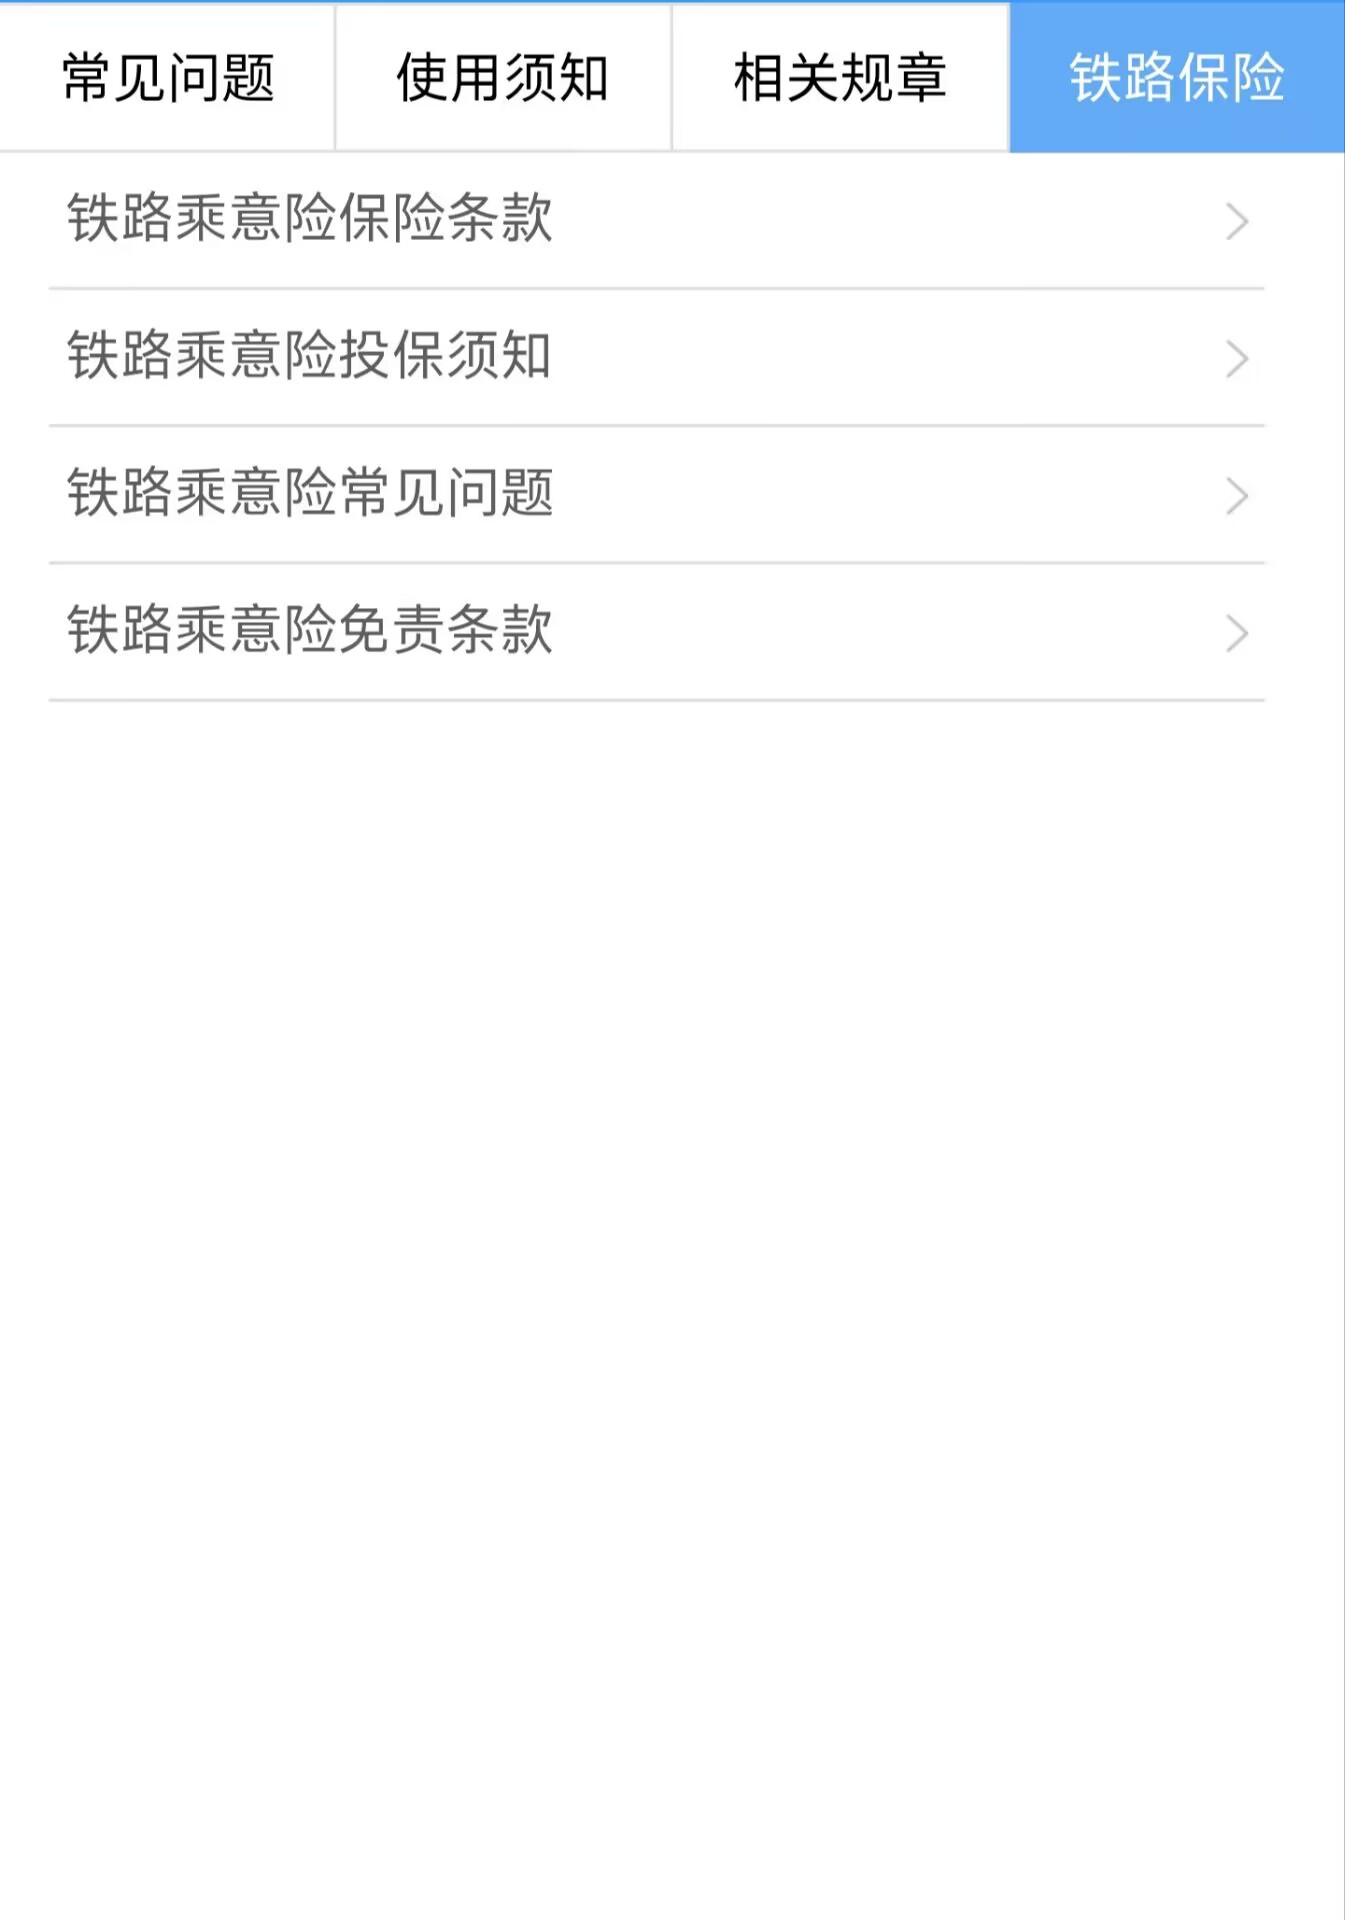 常见问题 使用须知 相关规章 铁路保险
铁路乘意险保险条款
铁路乘意险投保须知
铁路乘意险常见问题
铁路乘意险免责条款